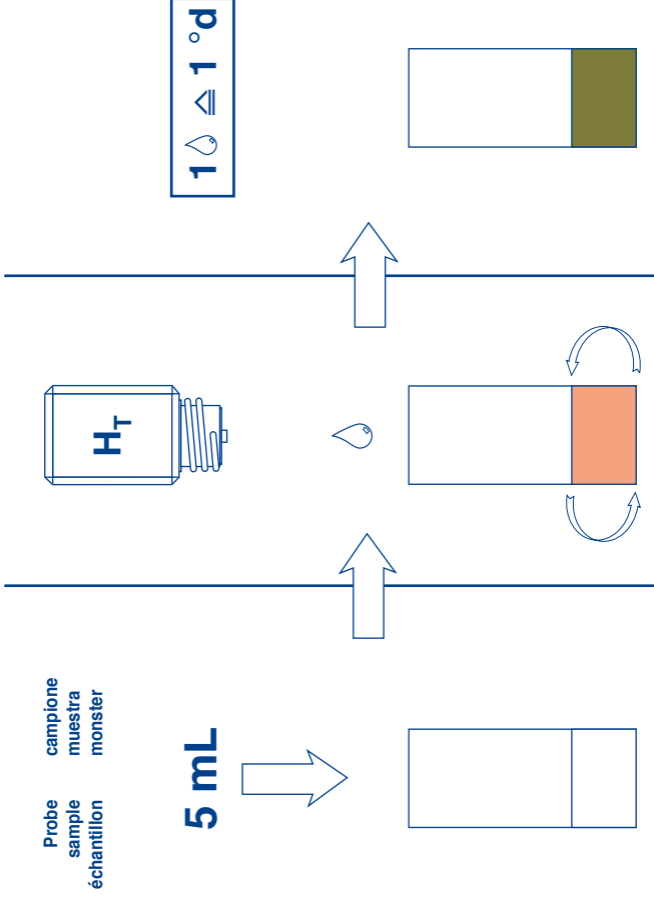 Probe
sample
échantillon
campione
muestra
monster
5 mL
H_T
1 ≙ 1 °d